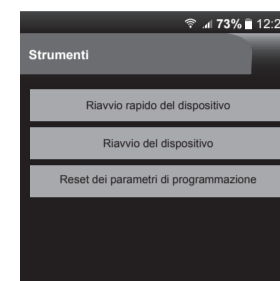 73% 12:2
Strumenti
Riavvio rapido del dispositivo
Riavvio del dispositivo
Reset dei parametri di programmazione